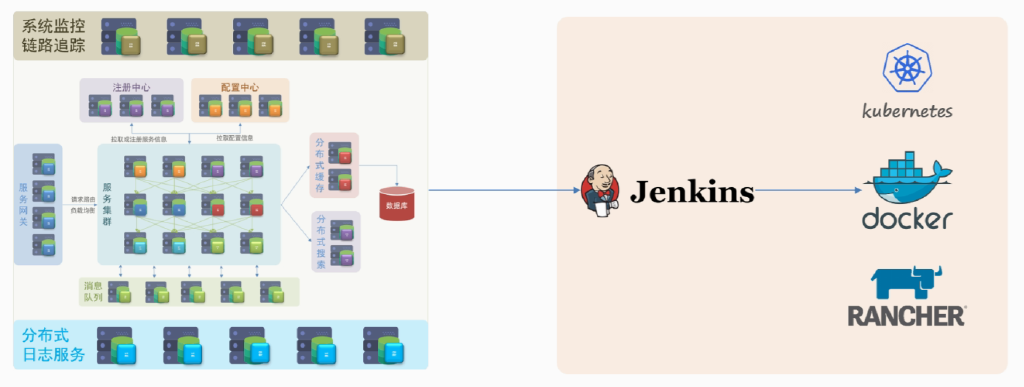 系统监控
链路追踪
注册中心
配置中心
拉取或注册服务信息
拉取配置信息
服务网关
请求路由
负载均衡
服务集群
分布式缓存
数据库
分布式搜索
消息
队列
分布式
日志服务
kubernetes
Jenkins
docker
RANCHER